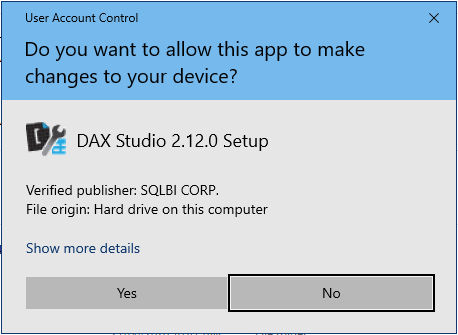 User Account Control
Do you want to allow this app to make
changes to your device?
DAX Studio 2.12.0 Setup
Verified publisher: SQLBI CORP.
File origin: Hard drive on this computer
Show more details
Yes
No